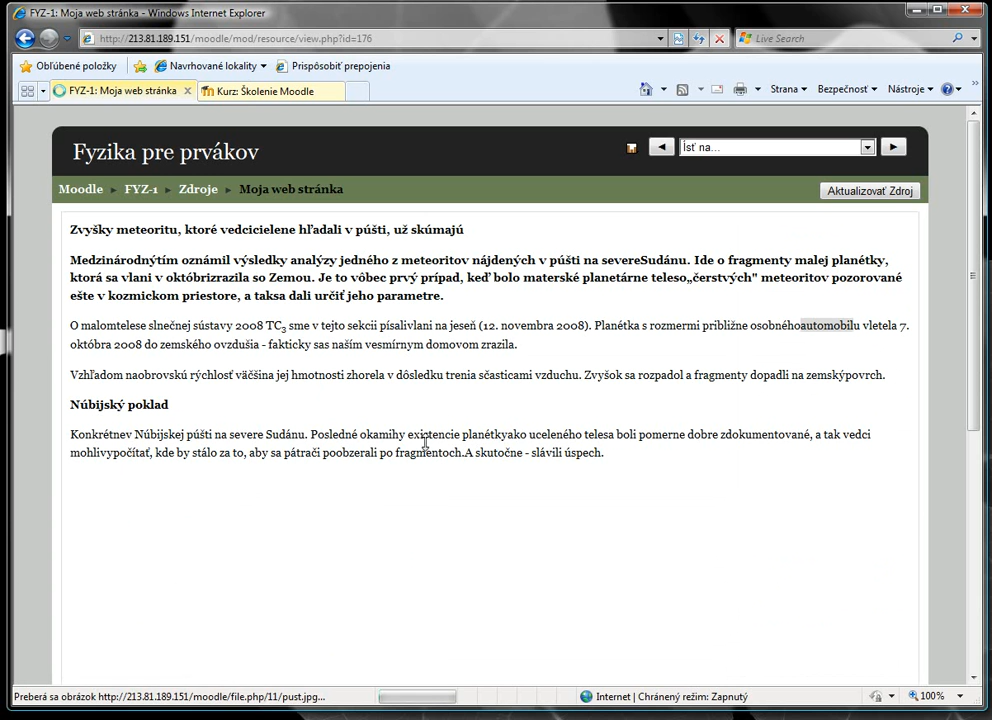 FYZ-1: Moja web stránka - Windows Internet Explorer
http://213.81.189.151/moodle/mod/resource/view.php?id=176
Live Search
Obľúbené položky
Navrhované lokality
Prispôsobiť prepojenia
FYZ-1: Moja web stránka
Kurz: Školenie Moodle
Strana
Bezpečnosť
Nástroje
Fyzika pre prvákov
Ísť na...
Moodle ► FYZ-1 ► Zdroje ► Moja web stránka
Aktualizovať Zdroj
Zvyšky meteoritu, ktoré vedcicielene hľadali v púšti, už skúmajú
Medzinárodnýtím oznámil výsledky analýzy jedného z meteoritov nájdených v púšti na severeSudánu. Ide o fragmenty malej planétky,
ktorá sa vlani v októbrizrazila so Zemou. Je to vôbec prvý prípad, keď bolo materské planetárne teleso„čerstvých" meteoritov pozorované
ešte v kozmickom priestore, a taksa dali určiť jeho parametre.
O malomtelese slnečnej sústavy 2008 TC3 sme v tejto sekcii písalivlani na jeseň (12. novembra 2008). Planétka s rozmermi približne osobnéhoautomobilu vletela 7.
októbra 2008 do zemského ovzdušia - fakticky sas naším vesmírnym domovom zrazila.
Vzhľadom naobrovskú rýchlosť väčšina jej hmotnosti zhorela v dôsledku trenia sčasticami vzduchu. Zvyšok sa rozpadol a fragmenty dopadli na zemskýpovrch.
Núbijský poklad
Konkrétnev Núbijskej púšti na severe Sudánu. Posledné okamihy existencie planétkyako uceleného telesa boli pomerne dobre zdokumentované, a tak vedci
mohlivypočítať, kde by stálo za to, aby sa pátrači poobzerali po fragmentoch.A skutočne - slávili úspech.
Preberá sa obrázok http://213.81.189.151/moodle/file.php/11/pust.jpg...
Internet | Chránený režim: Zapnutý
100%